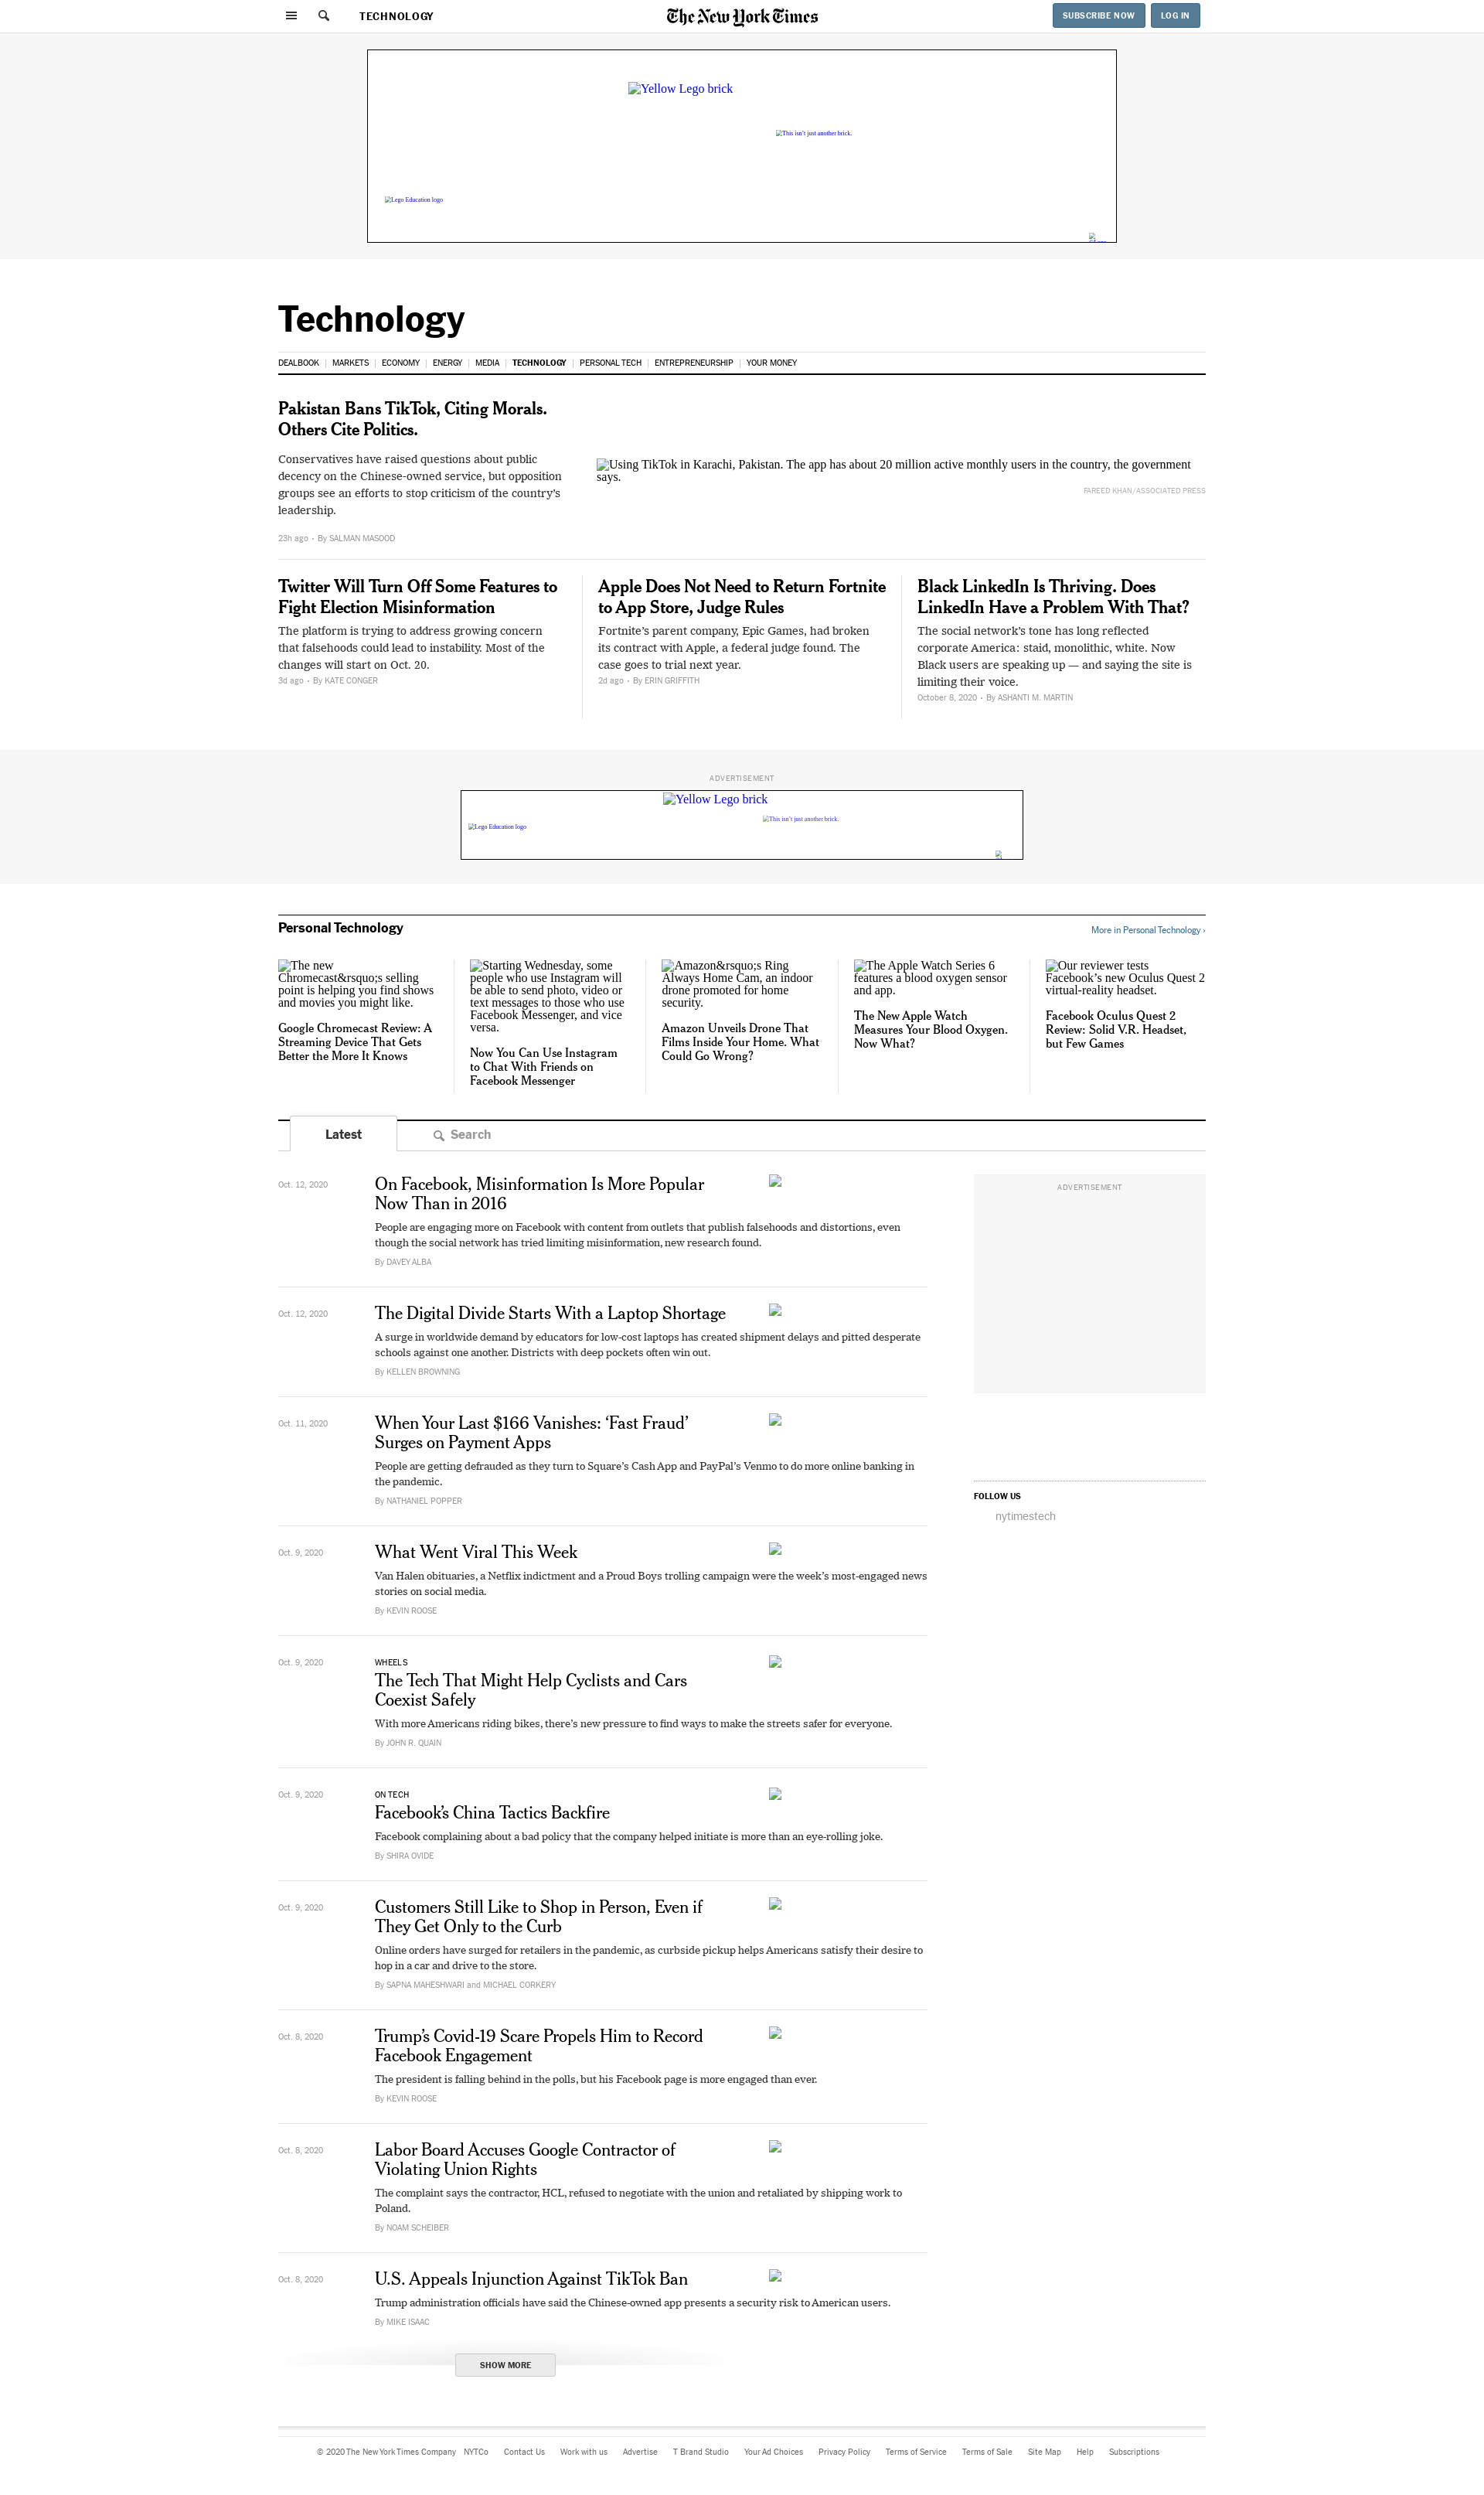 TECHNOLOGY
The New York Times
SUBSCRIBE NOW
LOG IN
Yellow Lego brick
This isn't just another brick.
Lego Education logo
Technology
DEALBOOK | MARKETS | ECONOMY | ENERGY | MEDIA | TECHNOLOGY | PERSONAL TECH | ENTREPRENEURSHIP | YOUR MONEY
Pakistan Bans TikTok, Citing Morals.
Others Cite Politics.
Conservatives have raised questions about public
decency on the Chinese-owned service, but opposition
groups see an efforts to stop criticism of the country's
leadership.
23h ago • By SALMAN MASOOD
Using TikTok in Karachi, Pakistan. The app has about 20 million active monthly users in the country, the government
says.
FAREED KHAN/ASSOCIATED PRESS
Twitter Will Turn Off Some Features to
Fight Election Misinformation
The platform is trying to address growing concern
that falsehoods could lead to instability. Most of the
changes will start on Oct. 20.
3d ago • By KATE CONGER
Apple Does Not Need to Return Fortnite
to App Store, Judge Rules
Fortnite's parent company, Epic Games, had broken
its contract with Apple, a federal judge found. The
case goes to trial next year.
2d ago • By ERIN GRIFFITH
Black LinkedIn Is Thriving. Does
LinkedIn Have a Problem With That?
The social network's tone has long reflected
corporate America: staid, monolithic, white. Now
Black users are speaking up — and saying the site is
limiting their voice.
October 8, 2020 • By ASHANTI M. MARTIN
ADVERTISEMENT
Yellow Lego brick
This isn't just another brick.
Lego Education logo
Personal Technology
More in Personal Technology ›
The new
Chromecast&rsquo;s selling
point is helping you find shows
and movies you might like.
Google Chromecast Review: A
Streaming Device That Gets
Better the More It Knows
Starting Wednesday, some
people who use Instagram will
be able to send photo, video or
text messages to those who use
Facebook Messenger, and vice
versa.
Now You Can Use Instagram
to Chat With Friends on
Facebook Messenger
Amazon&rsquo;s Ring
Always Home Cam, an indoor
drone promoted for home
security.
Amazon Unveils Drone That
Films Inside Your Home. What
Could Go Wrong?
The Apple Watch Series 6
features a blood oxygen sensor
and app.
The New Apple Watch
Measures Your Blood Oxygen.
Now What?
Our reviewer tests
Facebook's new Oculus Quest 2
virtual-reality headset.
Facebook Oculus Quest 2
Review: Solid V.R. Headset,
but Few Games
Latest
Search
Oct. 12, 2020
On Facebook, Misinformation Is More Popular
Now Than in 2016
People are engaging more on Facebook with content from outlets that publish falsehoods and distortions, even
though the social network has tried limiting misinformation, new research found.
By DAVEY ALBA
ADVERTISEMENT
Oct. 12, 2020
The Digital Divide Starts With a Laptop Shortage
A surge in worldwide demand by educators for low-cost laptops has created shipment delays and pitted desperate
schools against one another. Districts with deep pockets often win out.
By KELLEN BROWNING
Oct. 11, 2020
When Your Last $166 Vanishes: 'Fast Fraud'
Surges on Payment Apps
People are getting defrauded as they turn to Square's Cash App and PayPal's Venmo to do more online banking in
the pandemic.
By NATHANIEL POPPER
FOLLOW US
nytimestech
Oct. 9, 2020
What Went Viral This Week
Van Halen obituaries, a Netflix indictment and a Proud Boys trolling campaign were the week's most-engaged news
stories on social media.
By KEVIN ROOSE
Oct. 9, 2020
WHEELS
The Tech That Might Help Cyclists and Cars
Coexist Safely
With more Americans riding bikes, there's new pressure to find ways to make the streets safer for everyone.
By JOHN R. QUAIN
Oct. 9, 2020
ON TECH
Facebook's China Tactics Backfire
Facebook complaining about a bad policy that the company helped initiate is more than an eye-rolling joke.
By SHIRA OVIDE
Oct. 9, 2020
Customers Still Like to Shop in Person, Even if
They Get Only to the Curb
Online orders have surged for retailers in the pandemic, as curbside pickup helps Americans satisfy their desire to
hop in a car and drive to the store.
By SAPNA MAHESHWARI and MICHAEL CORKERY
Oct. 8, 2020
Trump's Covid-19 Scare Propels Him to Record
Facebook Engagement
The president is falling behind in the polls, but his Facebook page is more engaged than ever.
By KEVIN ROOSE
Oct. 8, 2020
Labor Board Accuses Google Contractor of
Violating Union Rights
The complaint says the contractor, HCL, refused to negotiate with the union and retaliated by shipping work to
Poland.
By NOAM SCHEIBER
Oct. 8, 2020
U.S. Appeals Injunction Against TikTok Ban
Trump administration officials have said the Chinese-owned app presents a security risk to American users.
By MIKE ISAAC
SHOW MORE
© 2020 The New York Times Company NYTCo Contact Us Work with us Advertise T Brand Studio Your Ad Choices Privacy Policy Terms of Service Terms of Sale Site Map Help Subscriptions